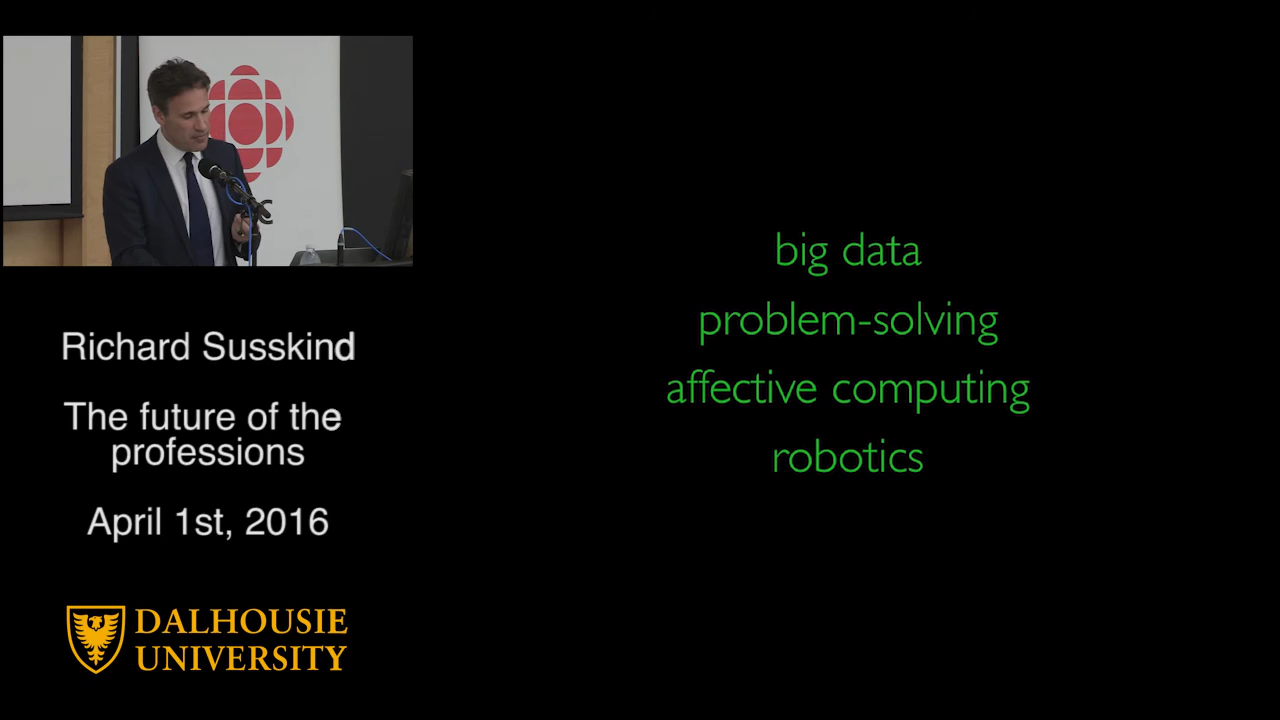 Richard Susskind
The future of the
professions
April 1st, 2016
DALHOUSIE
UNIVERSITY
big data
problem-solving
affective computing
robotics